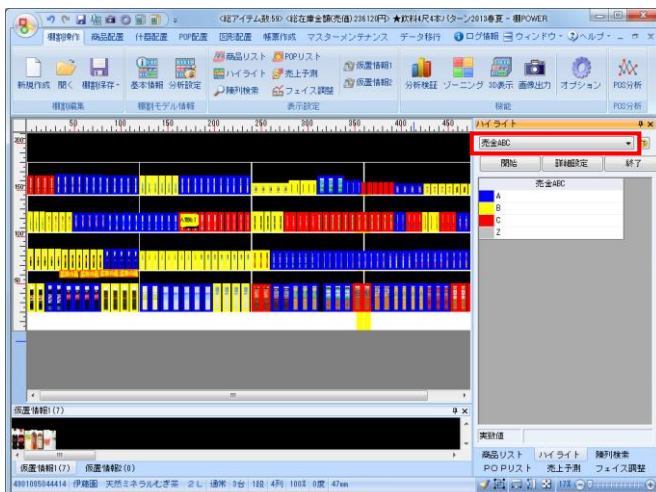 <総アイテム数:59> <総在庫金額(売価):236120円> ★飲料4尺4本パターン2013春夏 - 棚POWER
棚割操作 商品配置 什器配置 POP配置 図形配置 帳票作成 マスターメンテナンス データ移行 ログ情報 ウィンドウ ヘルプ
新規作成 開く 棚割保存 基本情報 分析設定 商品リスト POPリスト 仮置情報1 分析検証 ゾーニング 3D表示 画像出力 オプション POS分析
ハイライト 売上予測 仮置情報2
陳列検索 フェイス調整
棚割編集 棚割モデル情報 表示設定 機能 POS分析
50 100 150 200 250 300 350 400 450
ハイライト
売金ABC
開始 詳細設定 終了
売金ABC
A
B
C
Z
200
150
100
50
仮置情報1(7)
実数値
商品リスト ハイライト 陳列検索
POPリスト 売上予測 フェイス調整
仮置情報1(7) 仮置情報2(0)
4901085044414 伊藤園 天然ミネラルむぎ茶 2L 通常 3台 1段 4列 100% 0度 47mm
17%